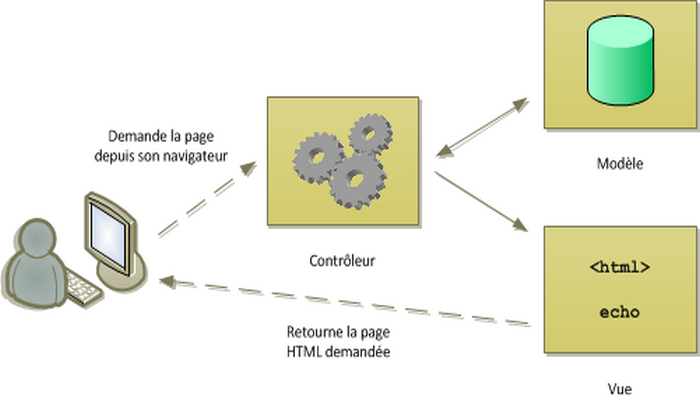 Demande la page
depuis son navigateur
Contrôleur
Modèle
<html>
echo
Vue
Retourne la page
HTML demandée